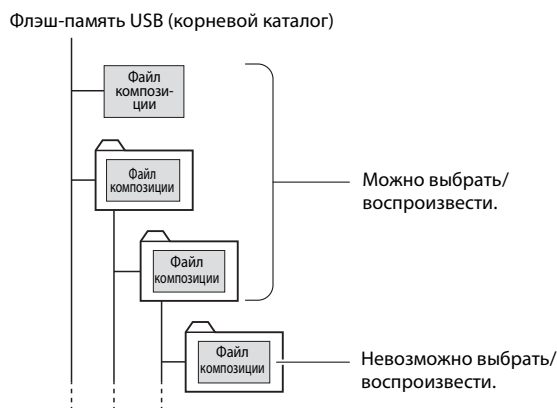 Флэш-память USB (корневой каталог)
Файл
компози-
ции
Файл
композиции
Можно выбрать/
воспроизвести.
Файл
композиции
Файл
композиции
Невозможно выбрать/
воспроизвести.